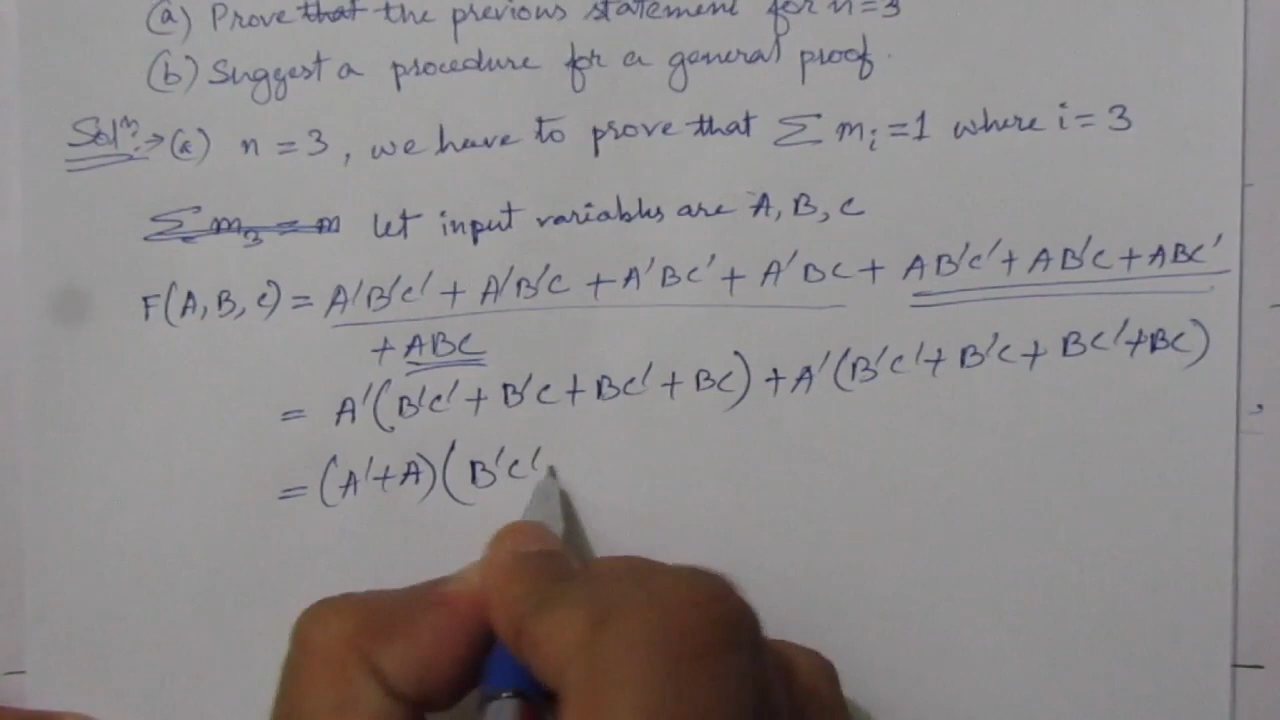 (a) Prove that the previous statement for n=3
(b) Suggest a procedure for a general proof.
Solⁿ:→ (a) n = 3, we have to prove that Σ mᵢ = 1 where i = 3
Σ m₃ = m let input variables are A, B, C
F(A, B, C) = A'B'C' + A'B'C + A'BC' + A'BC + AB'C' + AB'C + ABC'
+ ABC
= A'(B'C' + B'C + BC' + BC) + A'(B'C' + B'C + BC' + BC)
= (A'+A)(B'C'